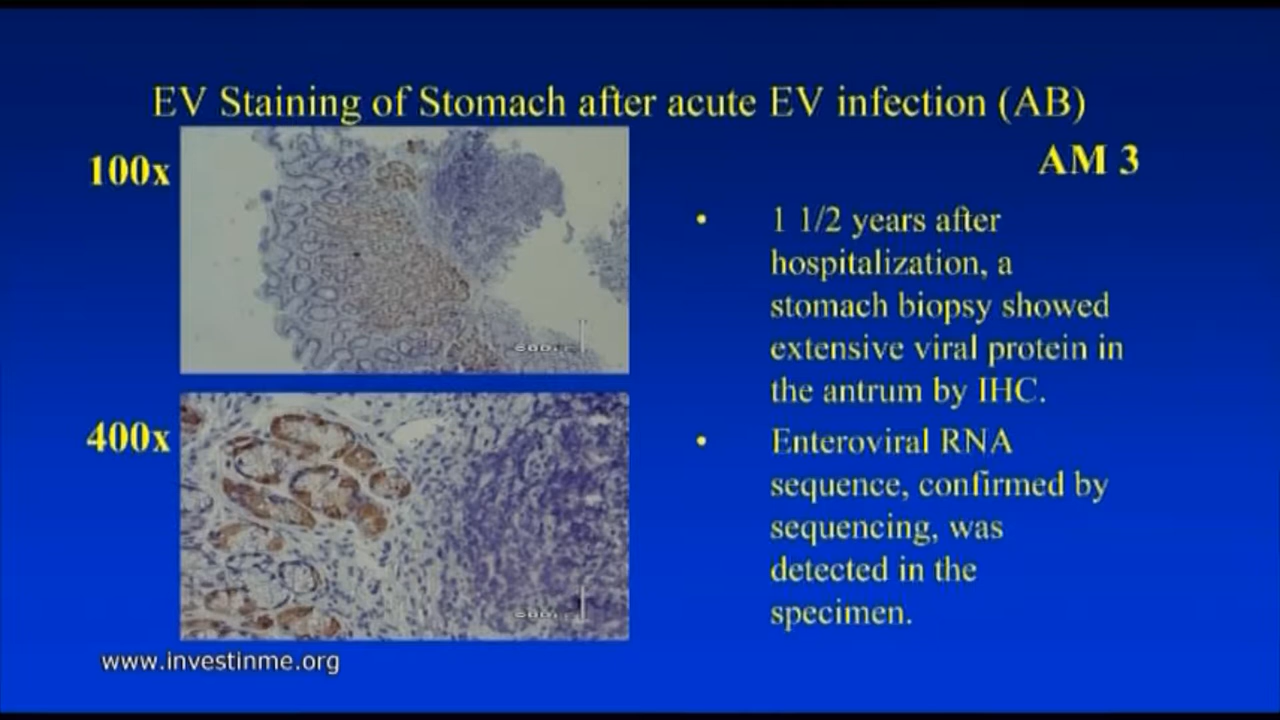 EV Staining of Stomach after acute EV infection (AB)
100x
AM 3
• 1 1/2 years after
hospitalization, a
stomach biopsy showed
extensive viral protein in
the antrum by IHC.
400x
• Enteroviral RNA
sequence, confirmed by
sequencing, was
detected in the
specimen.
www.investinme.org